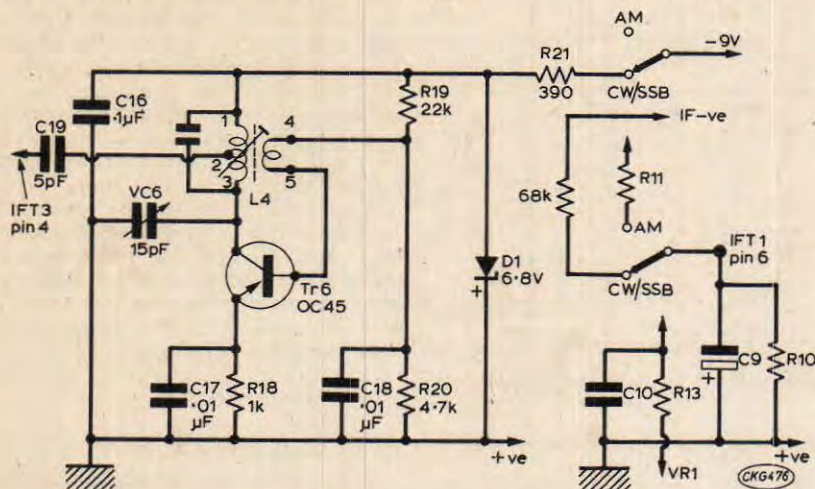 AM
-9V
R21
390
CW/SSB
C16
.1µF
R19
22k
1
4
C19
5pF
2
3
5
L4
IF-ve
R11
68k
AM
IFT3
pin 4
VC6
15pF
IFT1
pin 6
D1
6.8V
+
CW/SSB
Tr6
OC45
C17
.01
µF
R18
1k
C18
.01
µF
R20
4.7k
C10
R13
C9
+
R10
+ve
+ve
VR1
CKG476